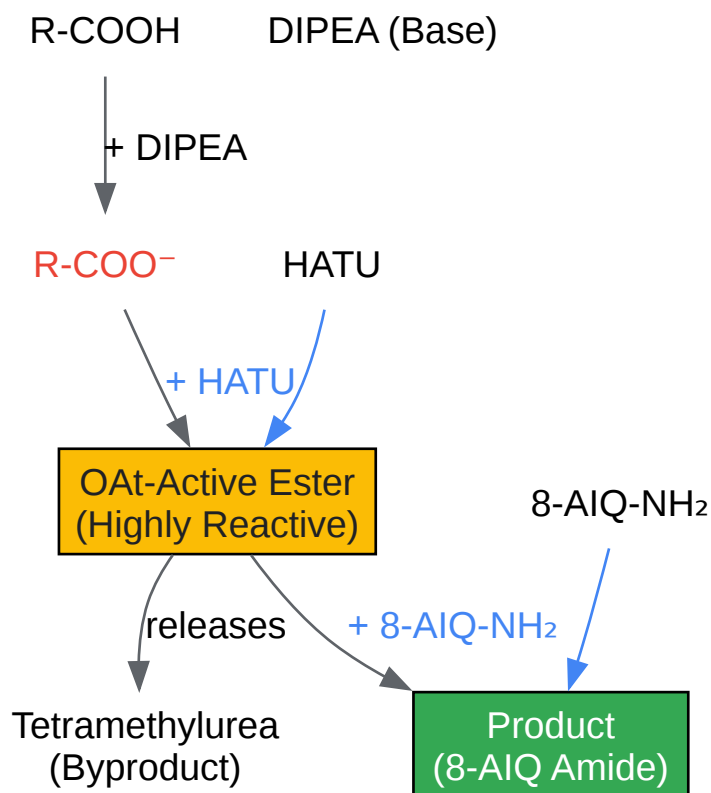 R-COOH
DIPEA (Base)
+ DIPEA
R-COO⁻
HATU
+ HATU
OAt-Active Ester
(Highly Reactive)
8-AIQ-NH₂
releases
+ 8-AIQ-NH₂
Tetramethylurea
(Byproduct)
Product
(8-AIQ Amide)